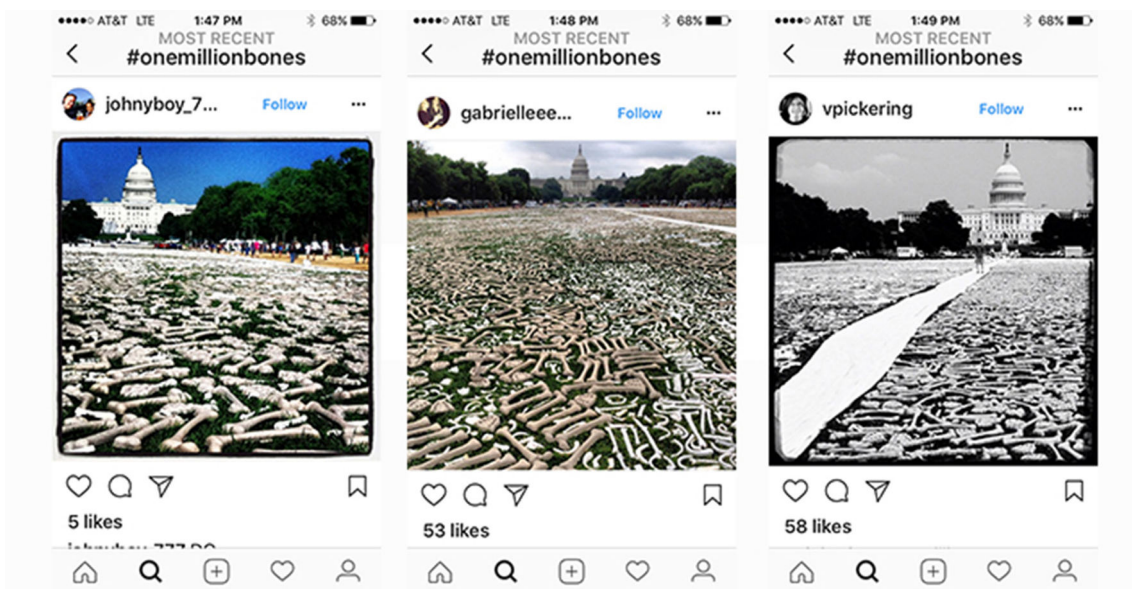 AT&T LTE 1:47 PM 68%
MOST RECENT
#onemillionbones
johnyboy_7... Follow ...
5 likes
AT&T LTE 1:48 PM 68%
MOST RECENT
#onemillionbones
gabrielleee... Follow ...
53 likes
AT&T LTE 1:49 PM 68%
MOST RECENT
#onemillionbones
vpickering Follow ...
58 likes